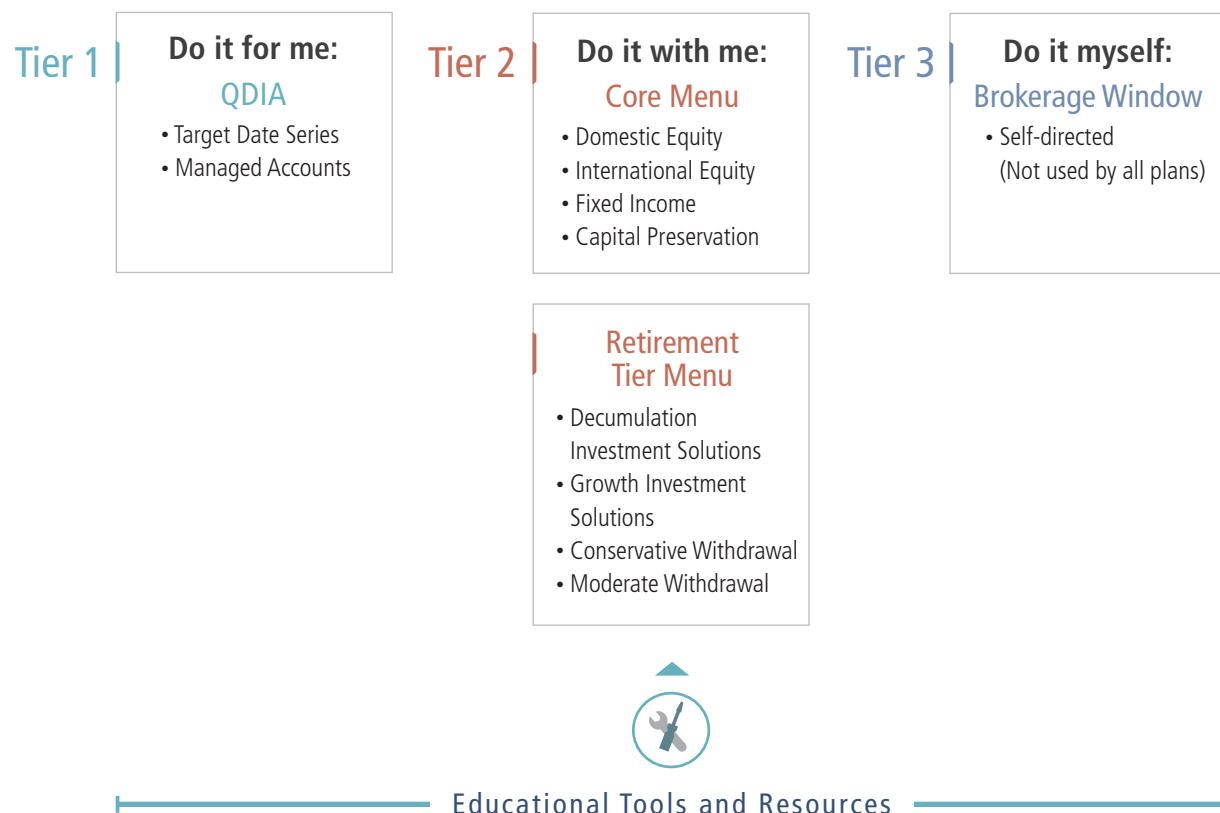 Tier 1
Do it for me:
QDIA
• Target Date Series
• Managed Accounts
Tier 2
Do it with me:
Core Menu
• Domestic Equity
• International Equity
• Fixed Income
• Capital Preservation
Retirement
Tier Menu
• Decumulation
Investment Solutions
• Growth Investment
Solutions
• Conservative Withdrawal
• Moderate Withdrawal
Tier 3
Do it myself:
Brokerage Window
• Self-directed
(Not used by all plans)
Educational Tools and Resources